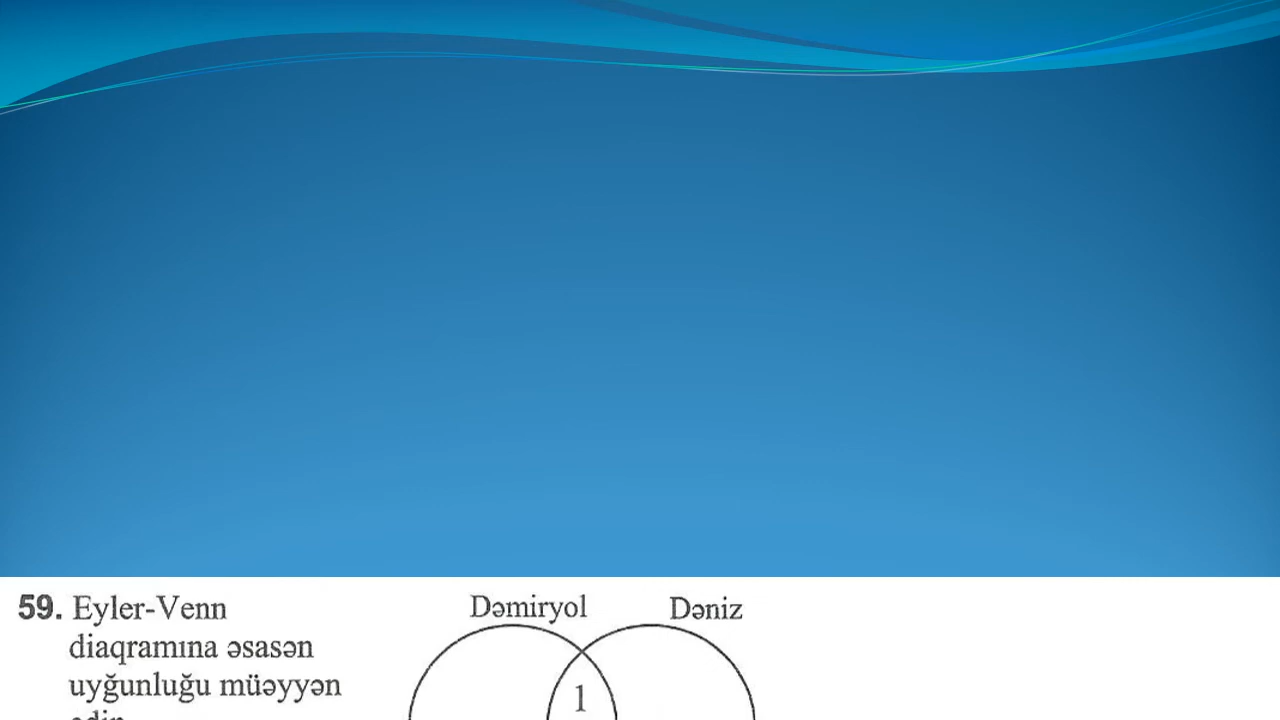 59. Eyler-Venn
diaqramına əsasən
uyğunluğu müəyyən
Dəmiryol
Dəniz
1